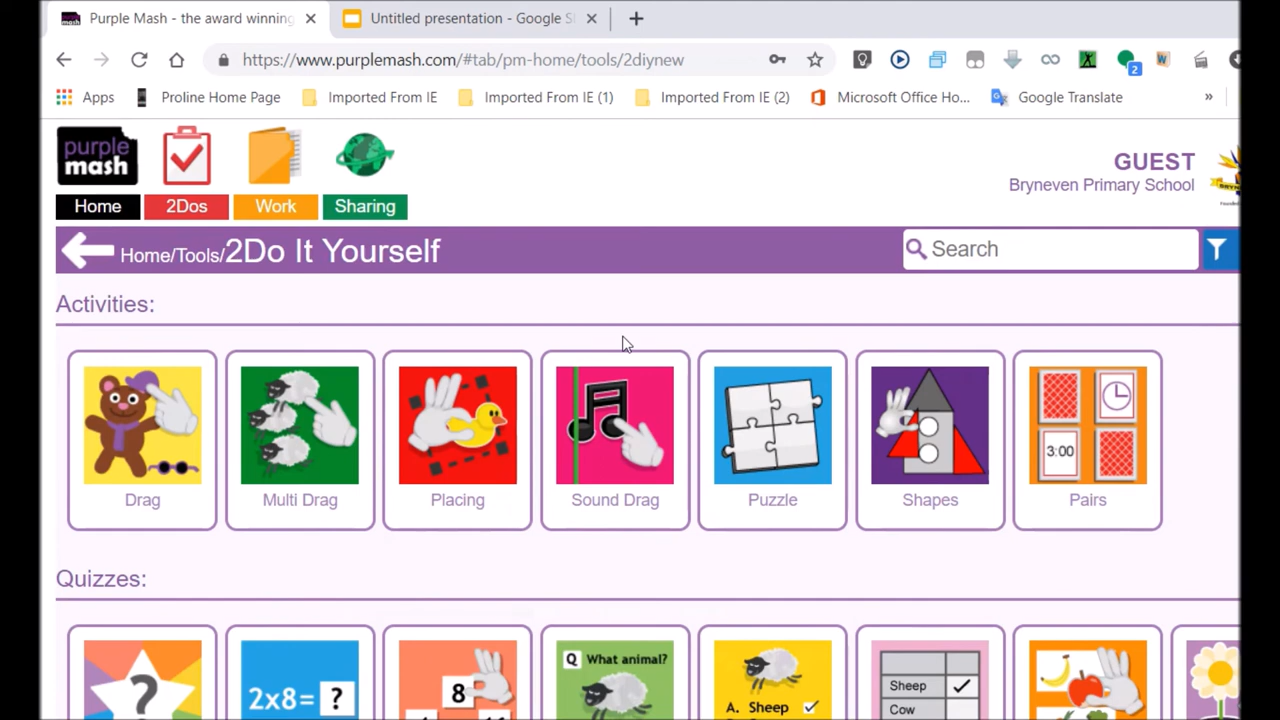 Purple Mash - the award winning
Untitled presentation - Google Sl
https://www.purplemash.com/#tab/pm-home/tools/2diynew
2
Apps
Proline Home Page
Imported From IE
Imported From IE (1)
Imported From IE (2)
Microsoft Office Ho...
Google Translate
»
purple
mash
Home
2Dos
Work
Sharing
GUEST
Bryneven Primary School
Home/Tools/2Do It Yourself
Search
Activities:
3:00
Drag
Multi Drag
Placing
Sound Drag
Puzzle
Shapes
Pairs
Quizzes:
?
2x8= ?
8
Q What animal?
A. Sheep
Sheep
Cow